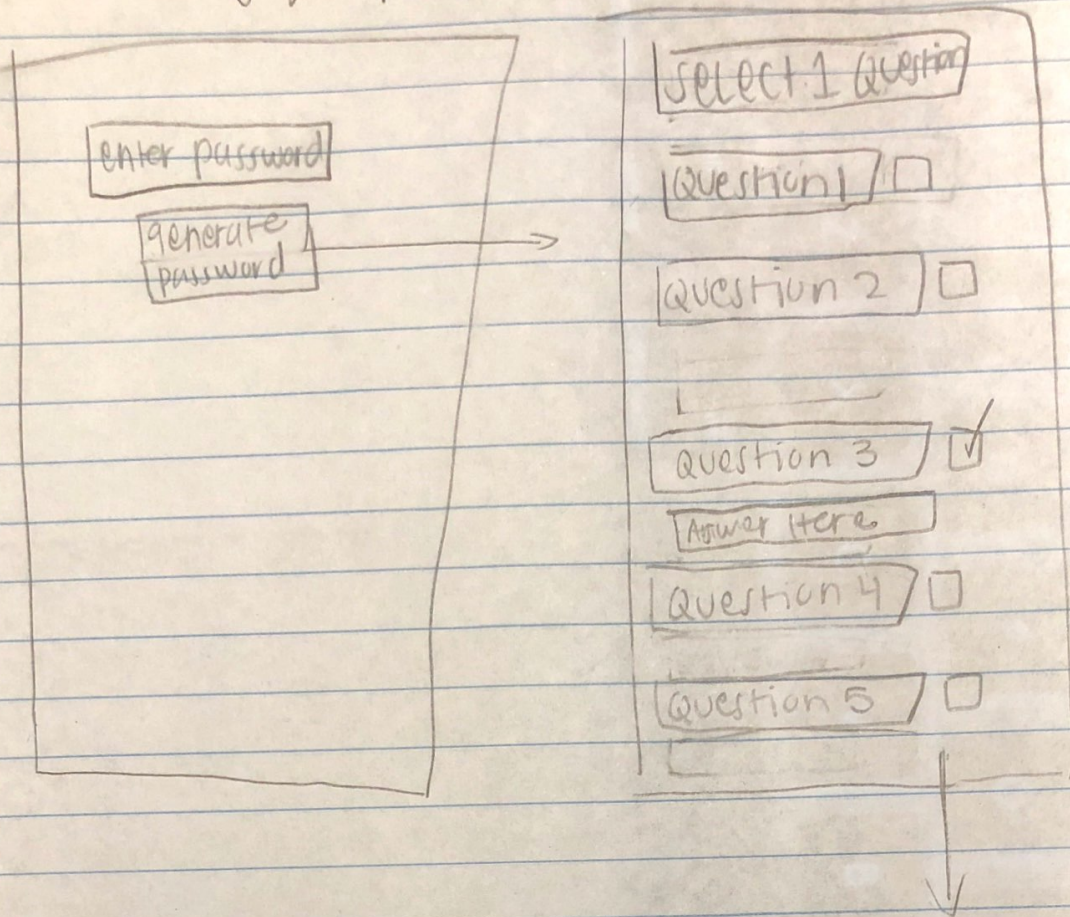 enter password
generate
password
Select 1 Question
Question 1
Question 2
Question 3
Answer Here
Question 4
Question 5